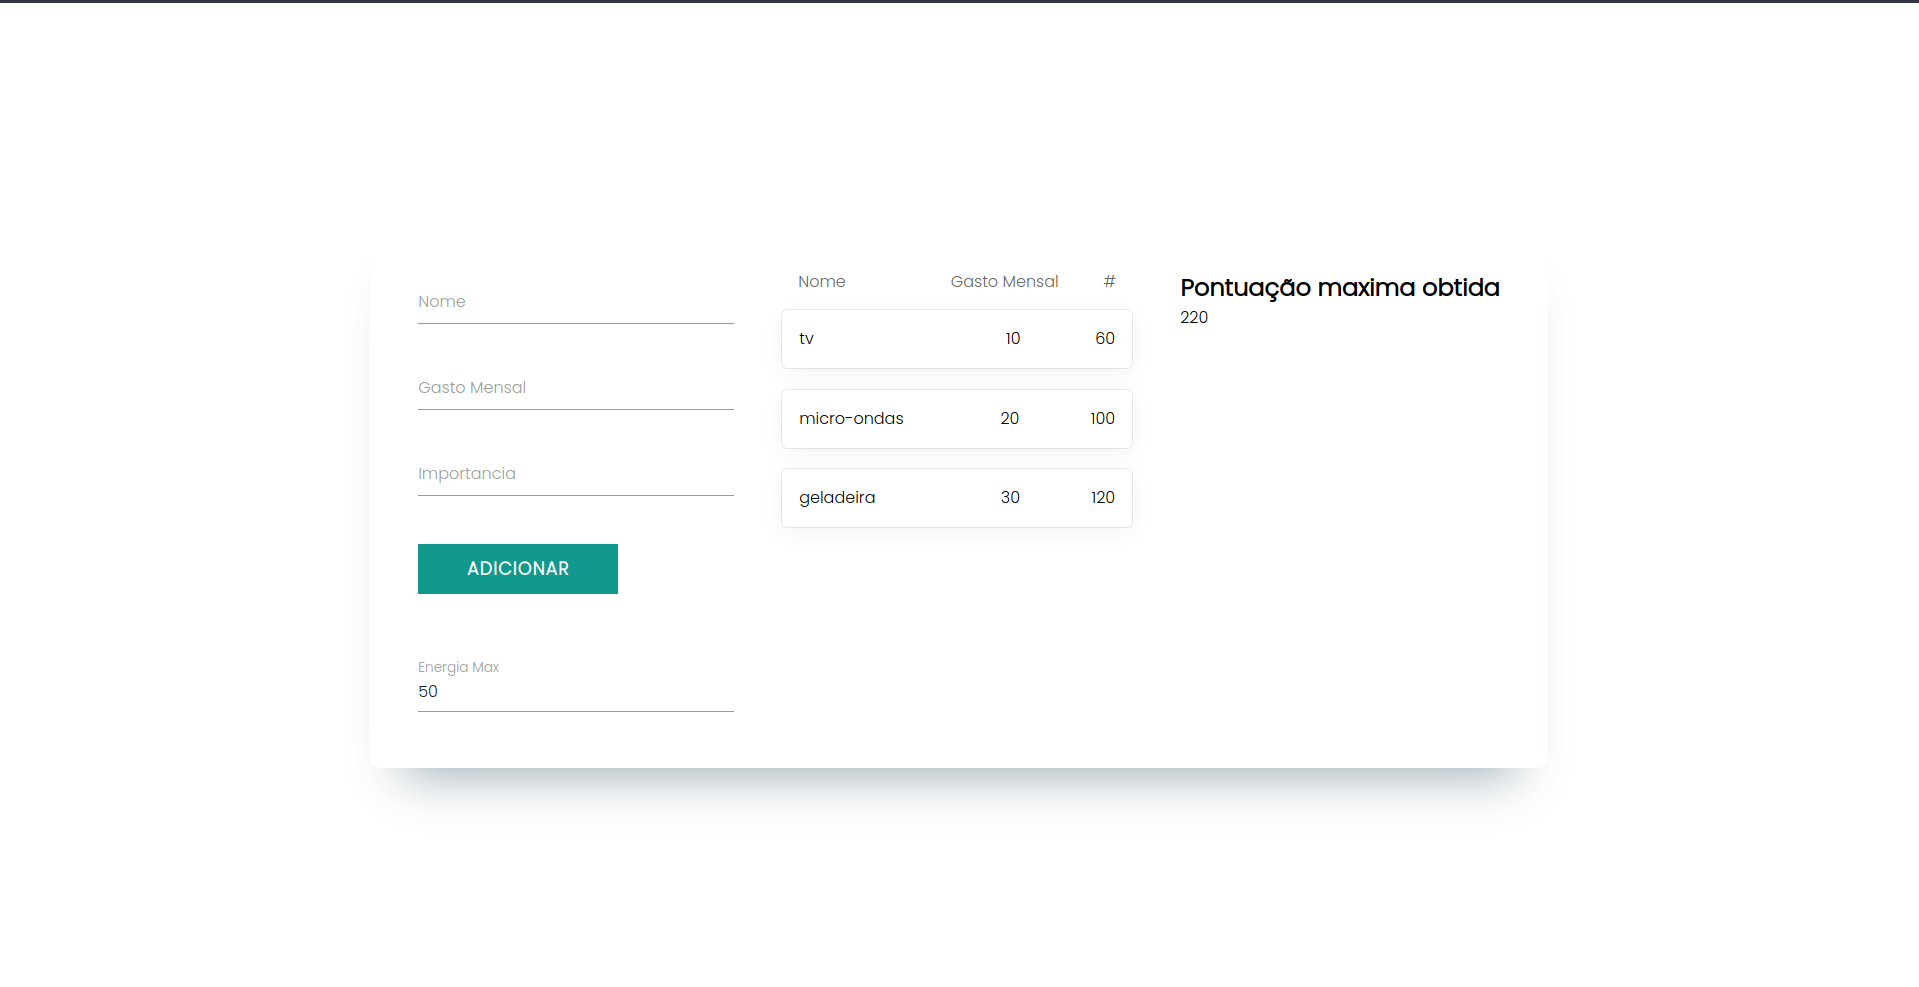 Nome
Gasto Mensal
Importancia
ADICIONAR
Energia Max
50
Nome Gasto Mensal #
tv 10 60
micro-ondas 20 100
geladeira 30 120
Pontuação maxima obtida
220